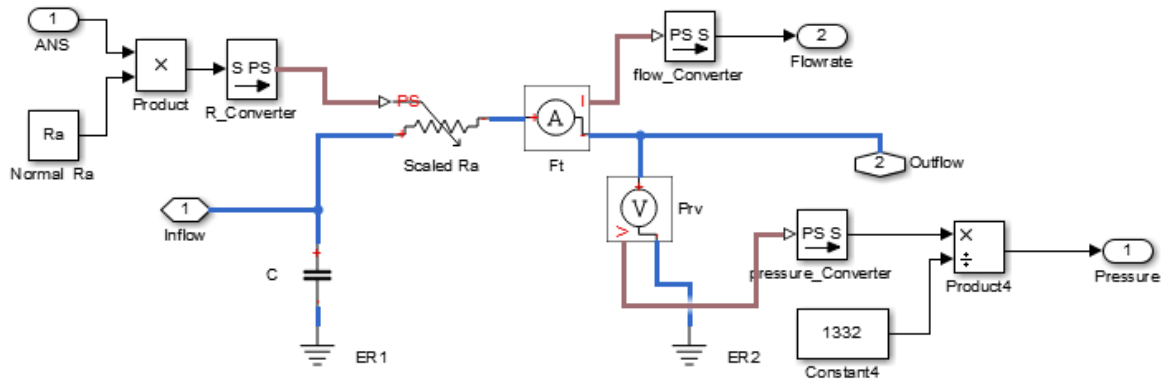 1
ANS
×
Product
S PS
R_Converter
Ra
Normal Ra
PS
Scaled Ra
A
I
Ft
PS S
flow_Converter
2
Flowrate
2
Outflow
1
Inflow
C
ER1
V
V
Prv
ER2
PS S
pressure_Converter
×
÷
Product4
1332
Constant4
1
Pressure